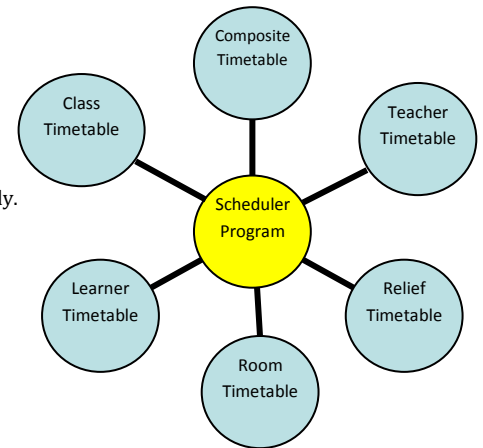 Composite
Timetable
Class
Timetable
Teacher
Timetable
ly.
Scheduler
Program
Learner
Timetable
Relief
Timetable
Room
Timetable